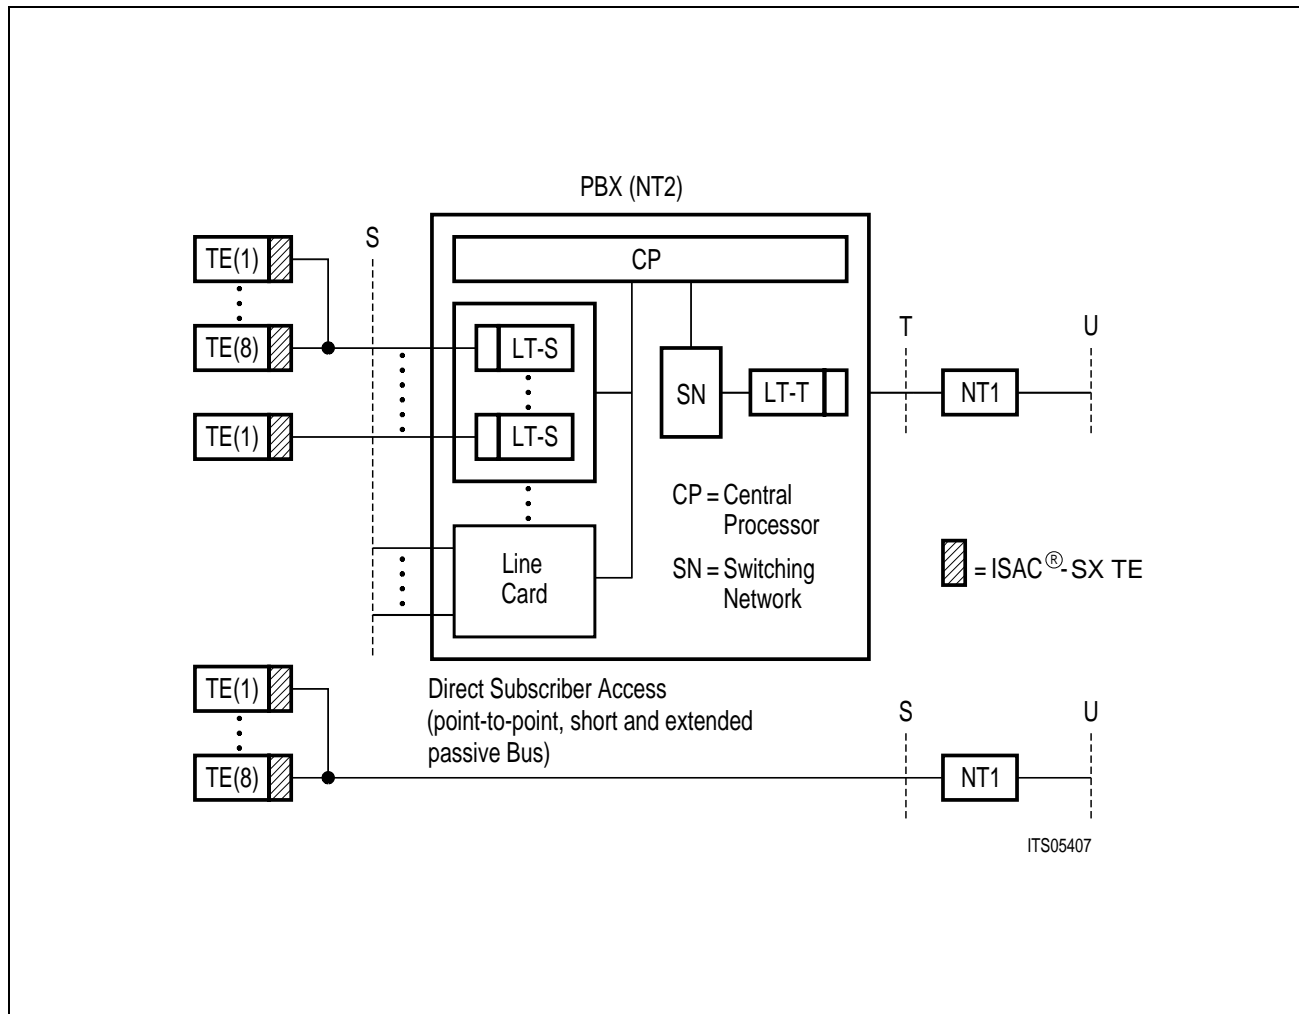 PBX (NT2)
S
TE(1)
CP
TE(8)
LT-S
T
U
SN
LT-T
NT1
TE(1)
LT-S
CP = Central
Processor
Line
Card
SN = Switching
Network
= ISAC®-SX TE
TE(1)
Direct Subscriber Access
(point-to-point, short and extended
passive Bus)
S
U
TE(8)
NT1
ITS05407